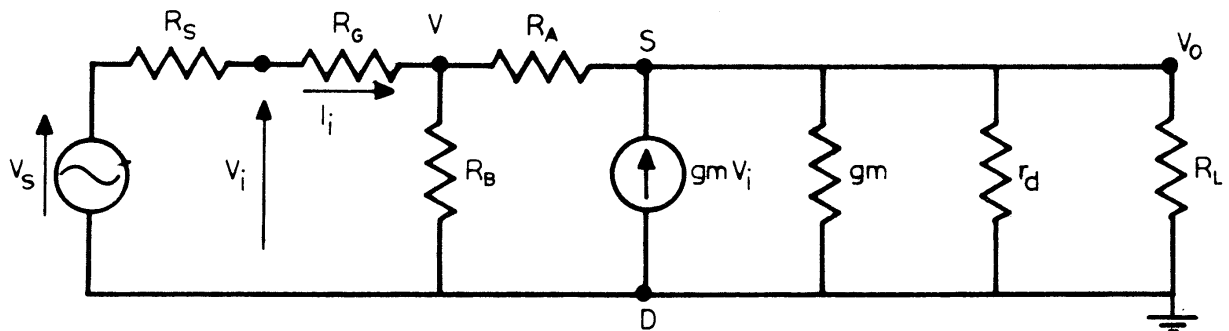 R_S
R_G
V
R_A
S
V_O
I_i
V_S
V_i
R_B
gm V_i
gm
r_d
R_L
D